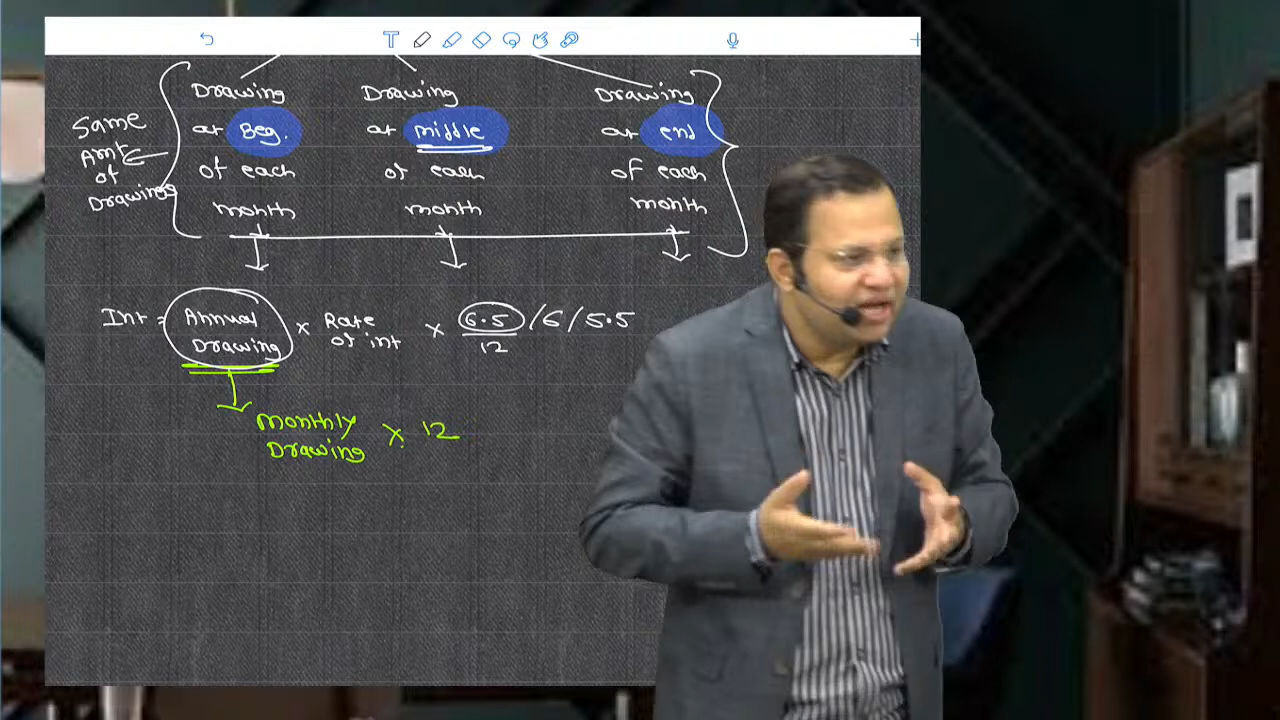 Drawing
at Beg.
of each
month
Drawing
at middle
of each
month
Drawing
at end
of each
month
Same
Amt
of
Drawings
Int = Annual Drawing × Rate of int × 6.5/12 / 6 / 5.5
Monthly
Drawing × 12
T